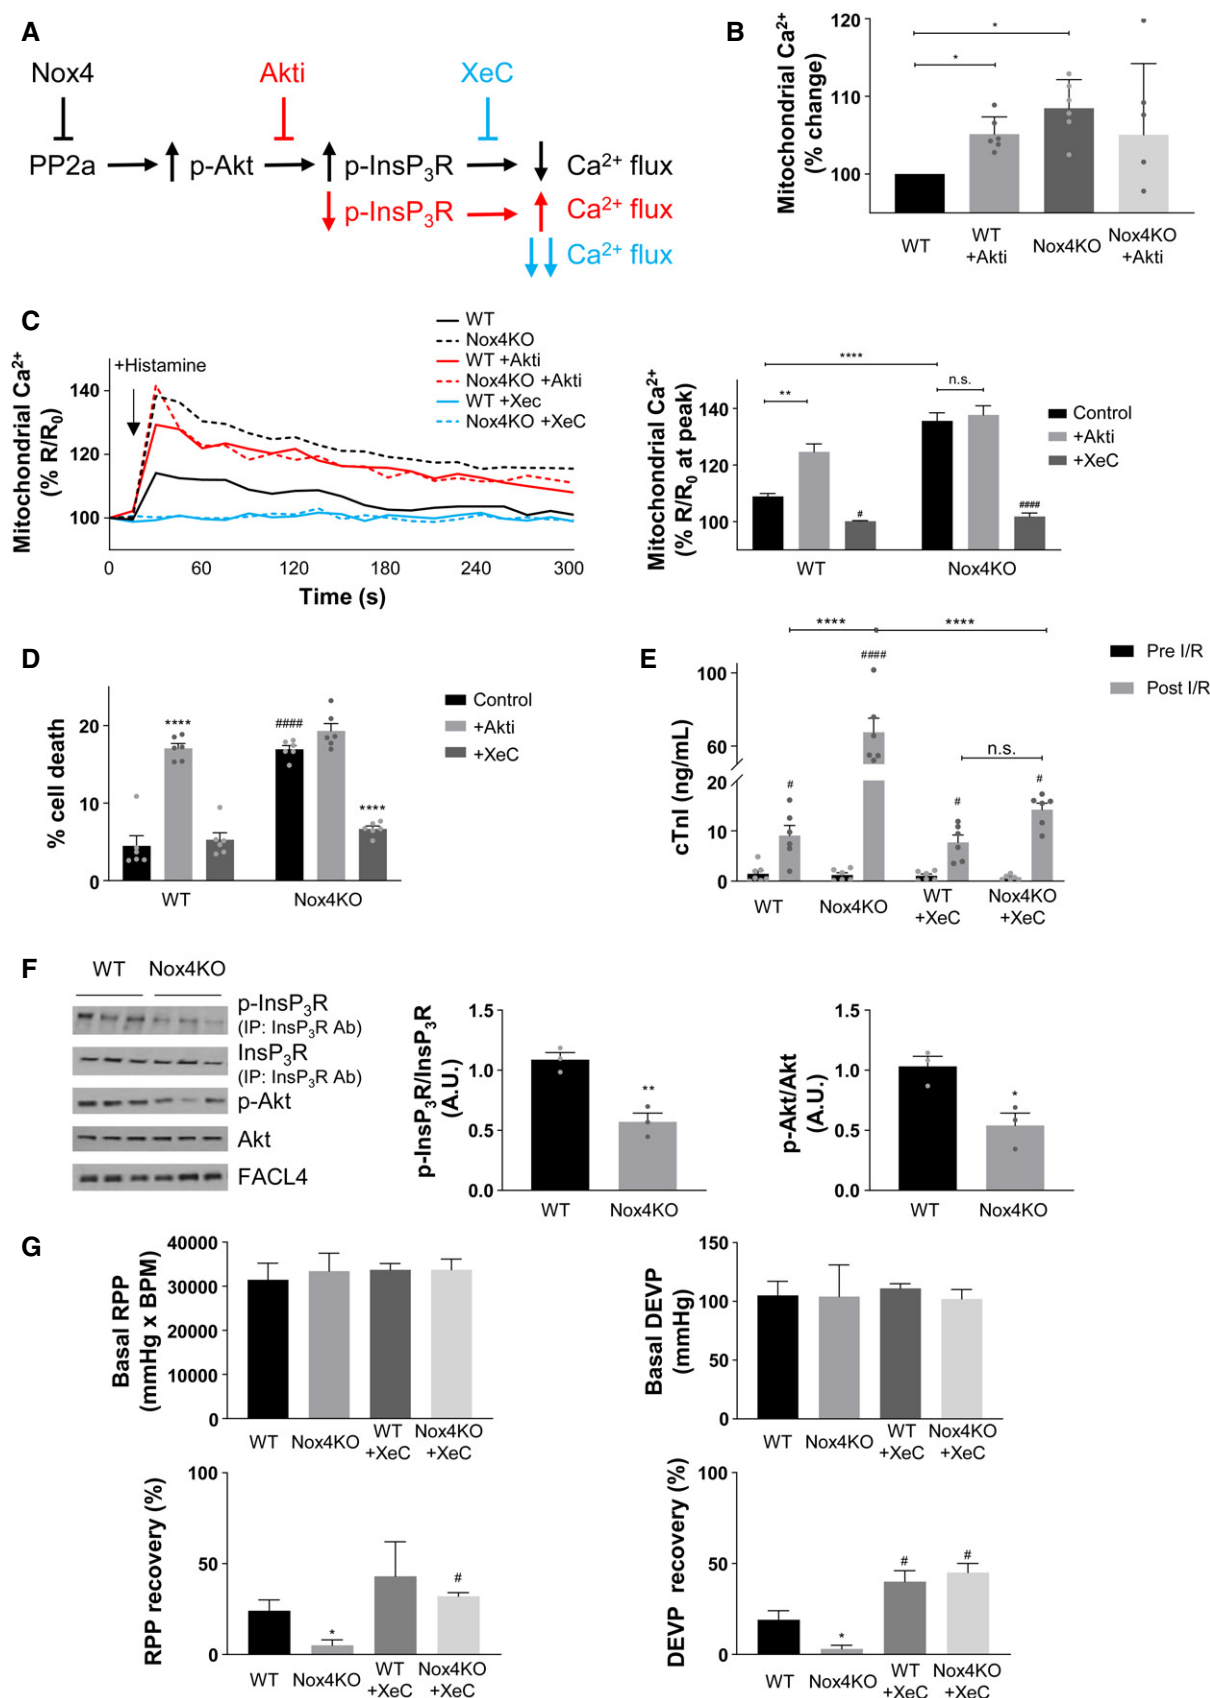 A
Nox4
Akti
XeC
PP2a
p-Akt
p-InsP3R
Ca2+ flux
p-InsP3R
Ca2+ flux
Ca2+ flux
B
Mitochondrial Ca2+
(% change)
120
110
100
*
*
WT
WT
+Akti
Nox4KO
Nox4KO
+Akti
C
WT
Nox4KO
WT +Akti
Nox4KO +Akti
WT +Xec
Nox4KO +XeC
+Histamine
Mitochondrial Ca2+
(% R/R0)
140
120
100
0
60
120
180
240
300
Time (s)
Mitochondrial Ca2+
(% R/R0 at peak)
140
120
100
****
**
n.s.
#
####
Control
+Akti
+XeC
WT
Nox4KO
D
% cell death
20
10
0
****
####
****
Control
+Akti
+XeC
WT
Nox4KO
E
cTnI (ng/mL)
100
60
20
10
0
****
****
####
n.s.
#
#
#
Pre I/R
Post I/R
WT
Nox4KO
WT
+XeC
Nox4KO
+XeC
F
WT
Nox4KO
p-InsP3R
(IP: InsP3R Ab)
InsP3R
(IP: InsP3R Ab)
p-Akt
Akt
FACL4
p-InsP3R/InsP3R
(A.U.)
1.5
1.0
0.5
0.0
**
WT
Nox4KO
p-Akt/Akt
(A.U.)
1.5
1.0
0.5
0.0
*
WT
Nox4KO
G
Basal RPP
(mmHg x BPM)
40000
30000
20000
10000
0
WT
Nox4KO
WT
+XeC
Nox4KO
+XeC
Basal DEVP
(mmHg)
150
100
50
0
WT
Nox4KO
WT
+XeC
Nox4KO
+XeC
RPP recovery (%)
100
50
0
*
#
WT
Nox4KO
WT
+XeC
Nox4KO
+XeC
DEVP recovery (%)
100
50
0
*
#
#
WT
Nox4KO
WT
+XeC
Nox4KO
+XeC